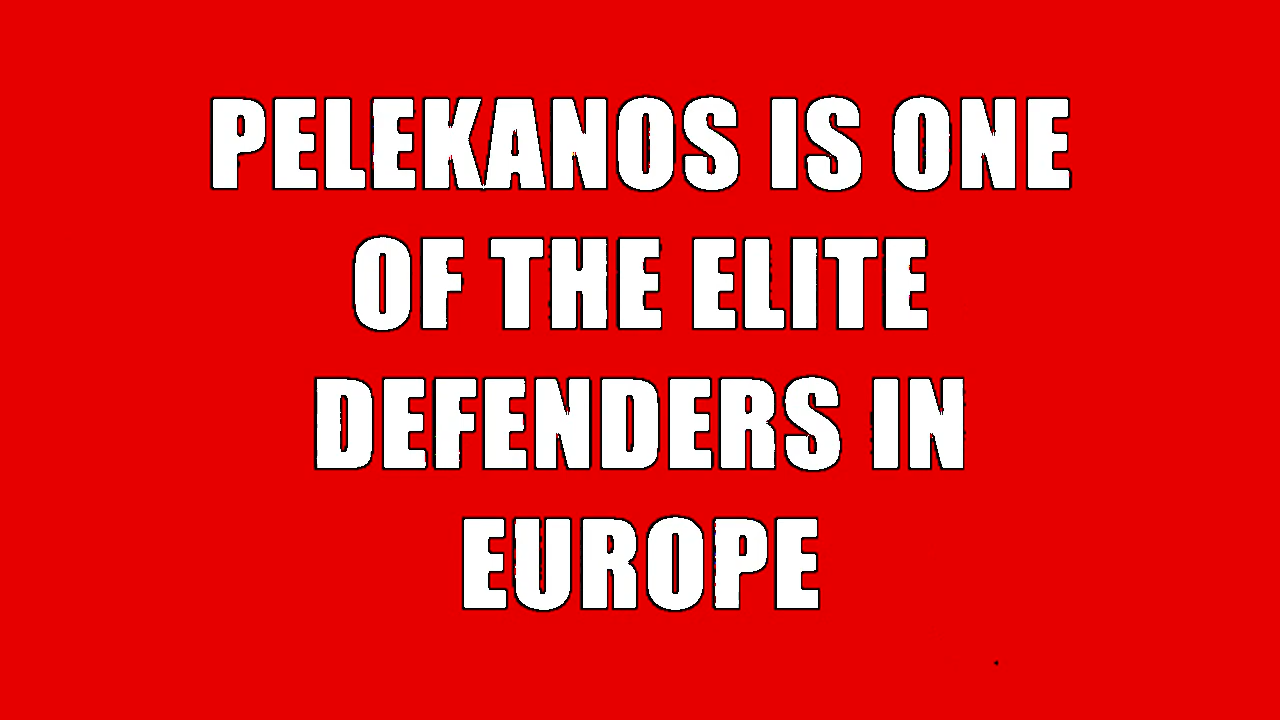 PELEKANOS IS ONE
OF THE ELITE
DEFENDERS IN
EUROPE